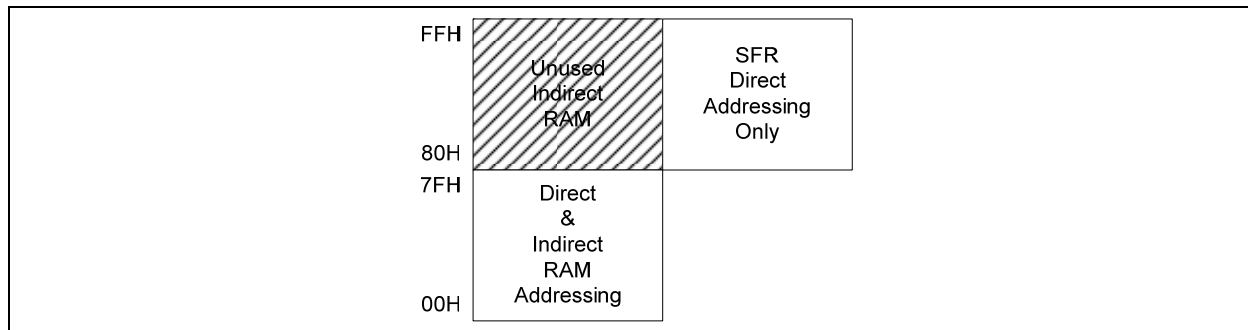 FFH
Unused
Indirect
RAM
SFR
Direct
Addressing
Only
80H
7FH
Direct
&
Indirect
RAM
Addressing
00H